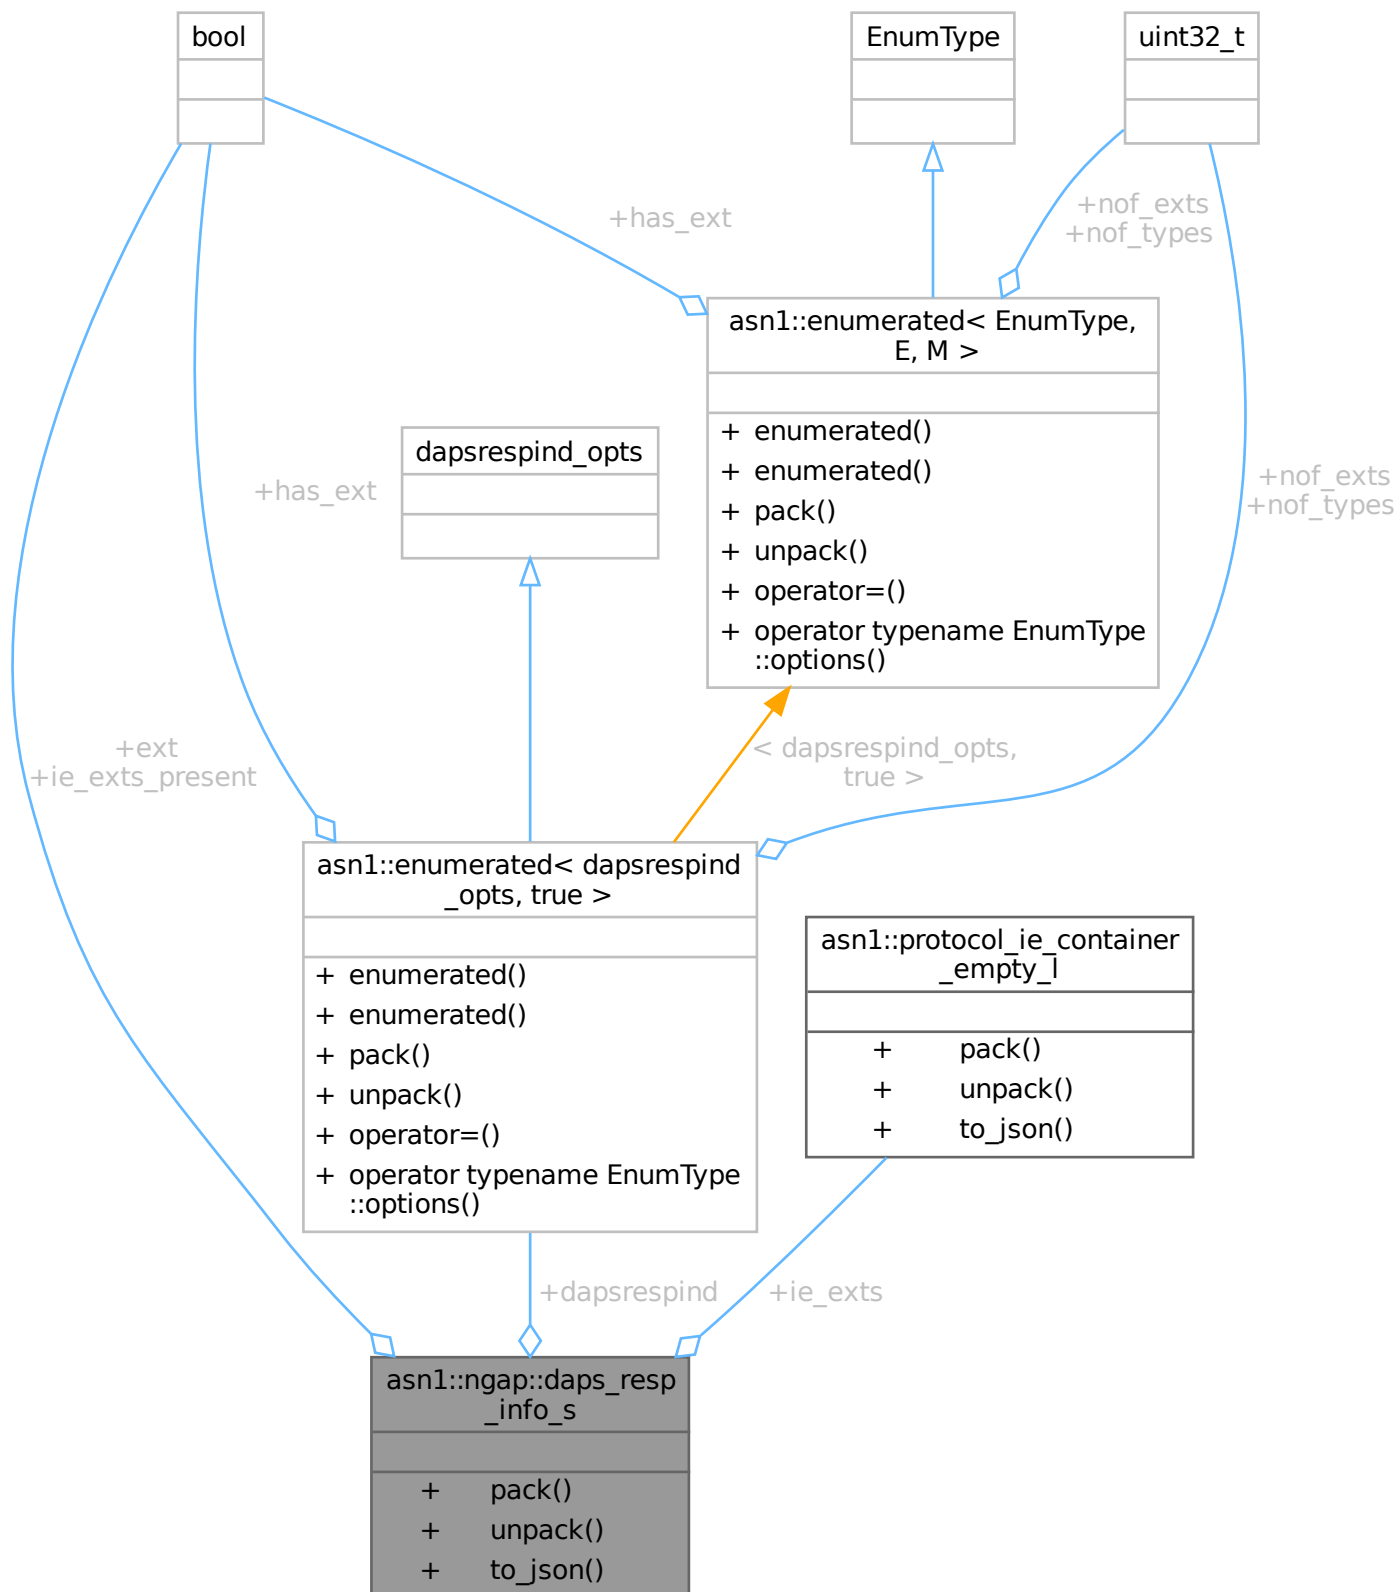 bool
EnumType
uint32_t
+has_ext
+nof_exts
+nof_types
asn1::enumerated< EnumType,
E, M >
+ enumerated()
+ enumerated()
+ pack()
+ unpack()
+ operator=()
+ operator typename EnumType
::options()
dapsrespind_opts
+has_ext
+nof_exts
+nof_types
+ext
+ie_exts_present
< dapsrespind_opts,
true >
asn1::enumerated< dapsrespind
_opts, true >
+ enumerated()
+ enumerated()
+ pack()
+ unpack()
+ operator=()
+ operator typename EnumType
::options()
asn1::protocol_ie_container
_empty_l
+ pack()
+ unpack()
+ to_json()
+dapsrespind
+ie_exts
asn1::ngap::daps_resp
_info_s
+ pack()
+ unpack()
+ to_json()